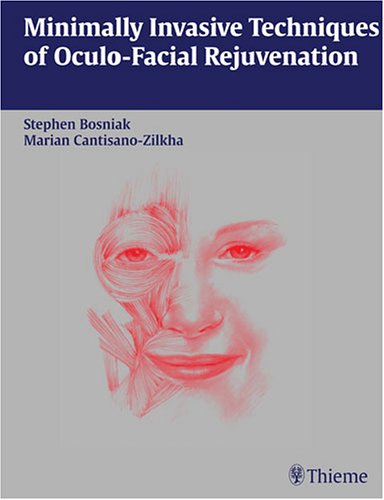 Minimally Invasive Techniques
of Oculo-Facial Rejuvenation
Stephen Bosniak
Marian Cantisano-Zilkha
Thieme